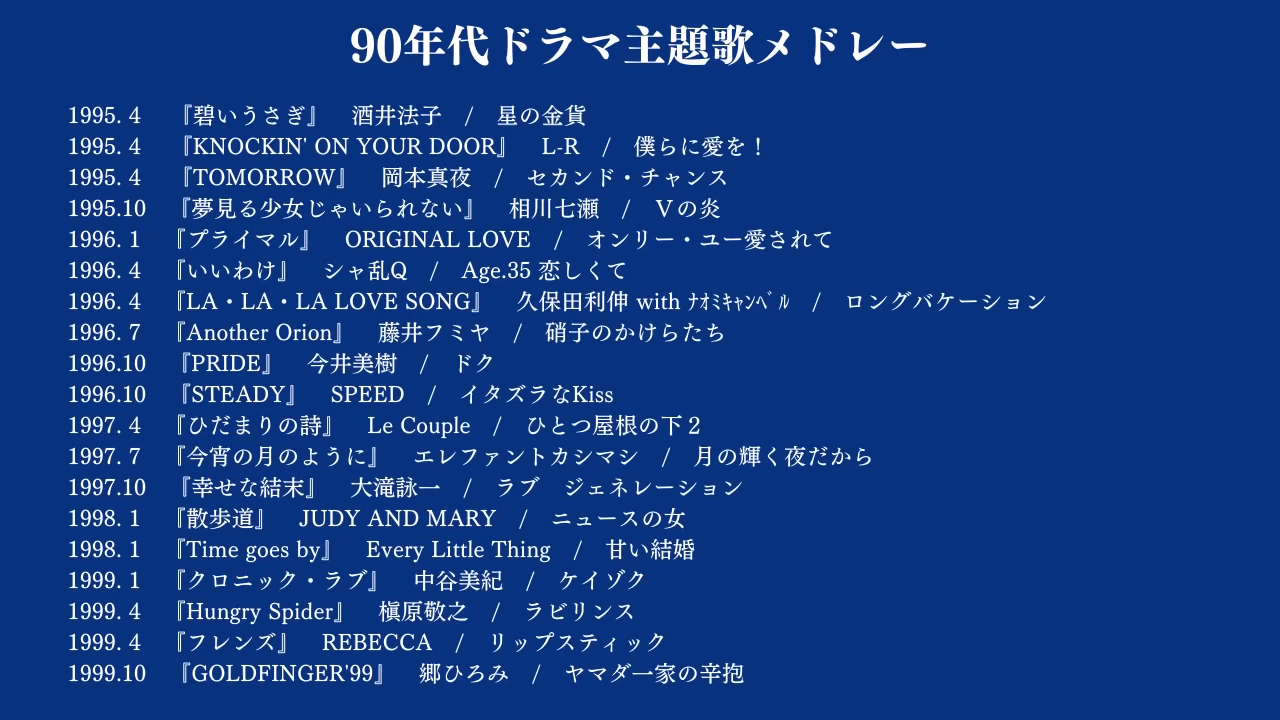 90年代ドラマ主題歌メドレー
1995. 4 『碧いうさぎ』 酒井法子 / 星の金貨
1995. 4 『KNOCKIN' ON YOUR DOOR』 L-R / 僕らに愛を！
1995. 4 『TOMORROW』 岡本真夜 / セカンド・チャンス
1995.10 『夢見る少女じゃいられない』 相川七瀬 / Ｖの炎
1996. 1 『プライマル』 ORIGINAL LOVE / オンリー・ユー愛されて
1996. 4 『いいわけ』 シャ乱Q / Age.35 恋しくて
1996. 4 『LA・LA・LA LOVE SONG』 久保田利伸 with ﾅｵﾐｷｬﾝﾍﾞﾙ / ロングバケーション
1996. 7 『Another Orion』 藤井フミヤ / 硝子のかけらたち
1996.10 『PRIDE』 今井美樹 / ドク
1996.10 『STEADY』 SPEED / イタズラなKiss
1997. 4 『ひだまりの詩』 Le Couple / ひとつ屋根の下２
1997. 7 『今宵の月のように』 エレファントカシマシ / 月の輝く夜だから
1997.10 『幸せな結末』 大滝詠一 / ラブ ジェネレーション
1998. 1 『散歩道』 JUDY AND MARY / ニュースの女
1998. 1 『Time goes by』 Every Little Thing / 甘い結婚
1999. 1 『クロニック・ラブ』 中谷美紀 / ケイゾク
1999. 4 『Hungry Spider』 槇原敬之 / ラビリンス
1999. 4 『フレンズ』 REBECCA / リップスティック
1999.10 『GOLDFINGER'99』 郷ひろみ / ヤマダ一家の辛抱